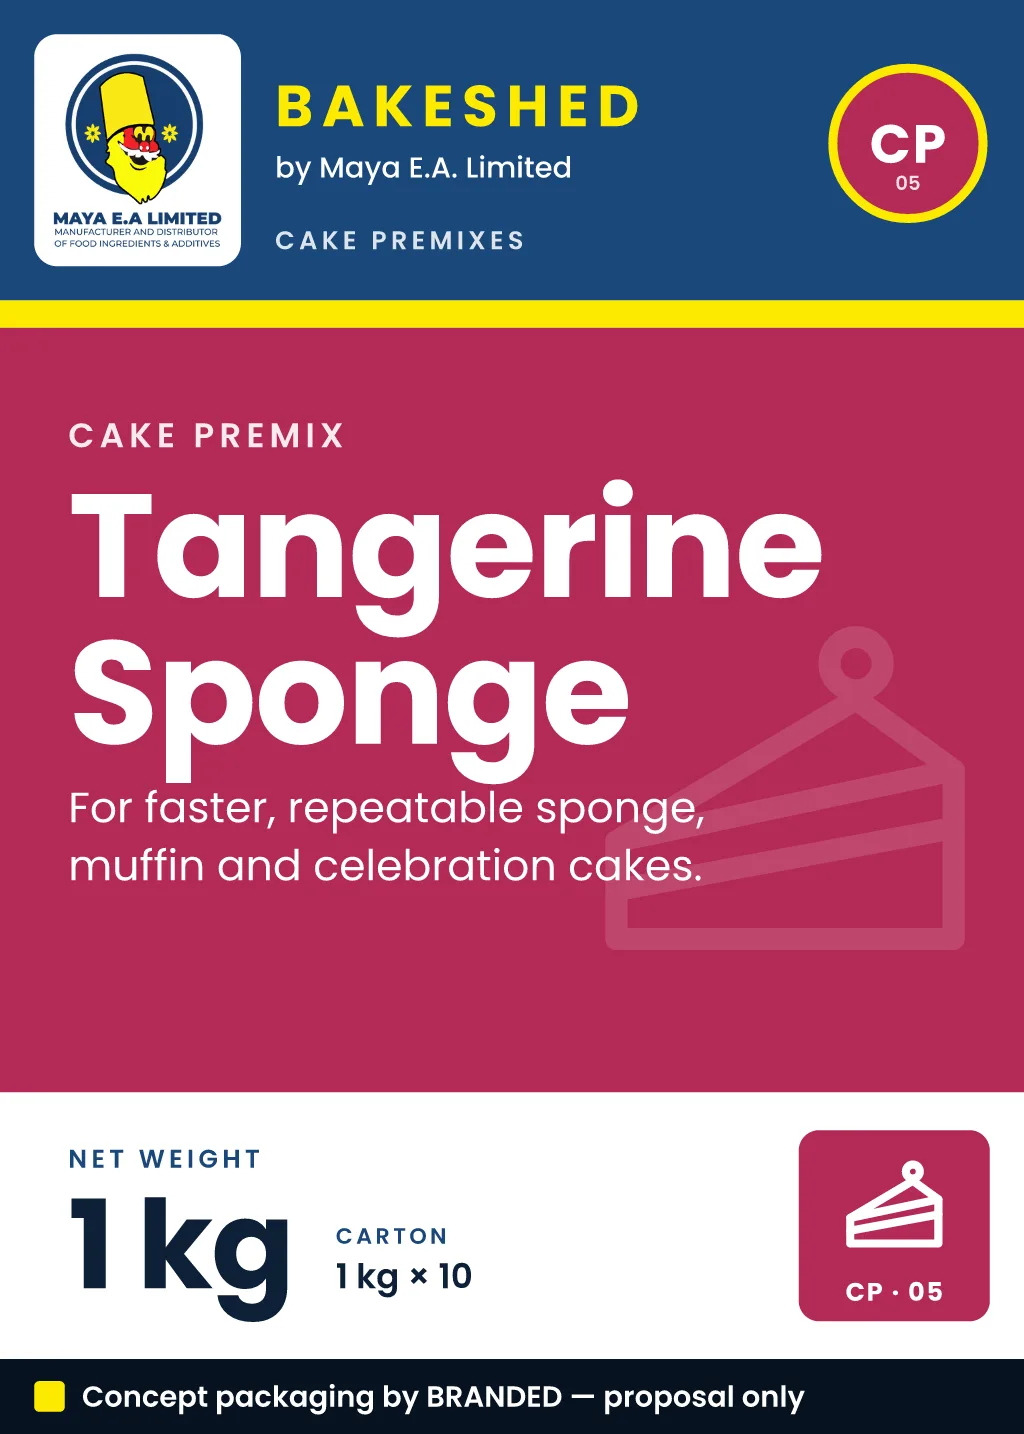 MAYA E.A LIMITED
MANUFACTURER AND DISTRIBUTOR
OF FOOD INGREDIENTS & ADDITIVES
BAKESHED
by Maya E.A. Limited
CAKE PREMIXES
CP
05
CAKE PREMIX
Tangerine
Sponge
For faster, repeatable sponge,
muffin and celebration cakes.
NET WEIGHT
1 kg
CARTON
1 kg × 10
CP · 05
Concept packaging by BRANDED — proposal only